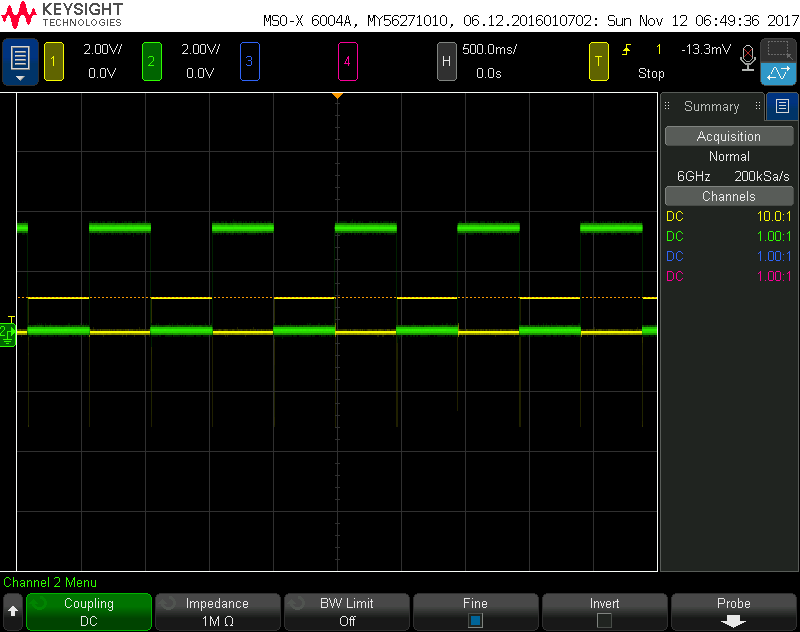 KEYSIGHT
TECHNOLOGIES
MSO-X 6004A, MY56271010, 06.12.2016010702: Sun Nov 12 06:49:36 2017
1 2.00V/ 2 2.00V/ 3 4 H 500.0ms/ T 1 -13.3mV
0.0V 0.0V 0.0s Stop
Summary
Acquisition
Normal
6GHz 200kSa/s
Channels
DC 10.0:1
DC 1.00:1
DC 1.00:1
DC 1.00:1
T
2
Channel 2 Menu
Coupling Impedance BW Limit Fine Invert Probe
DC 1M Ω Off